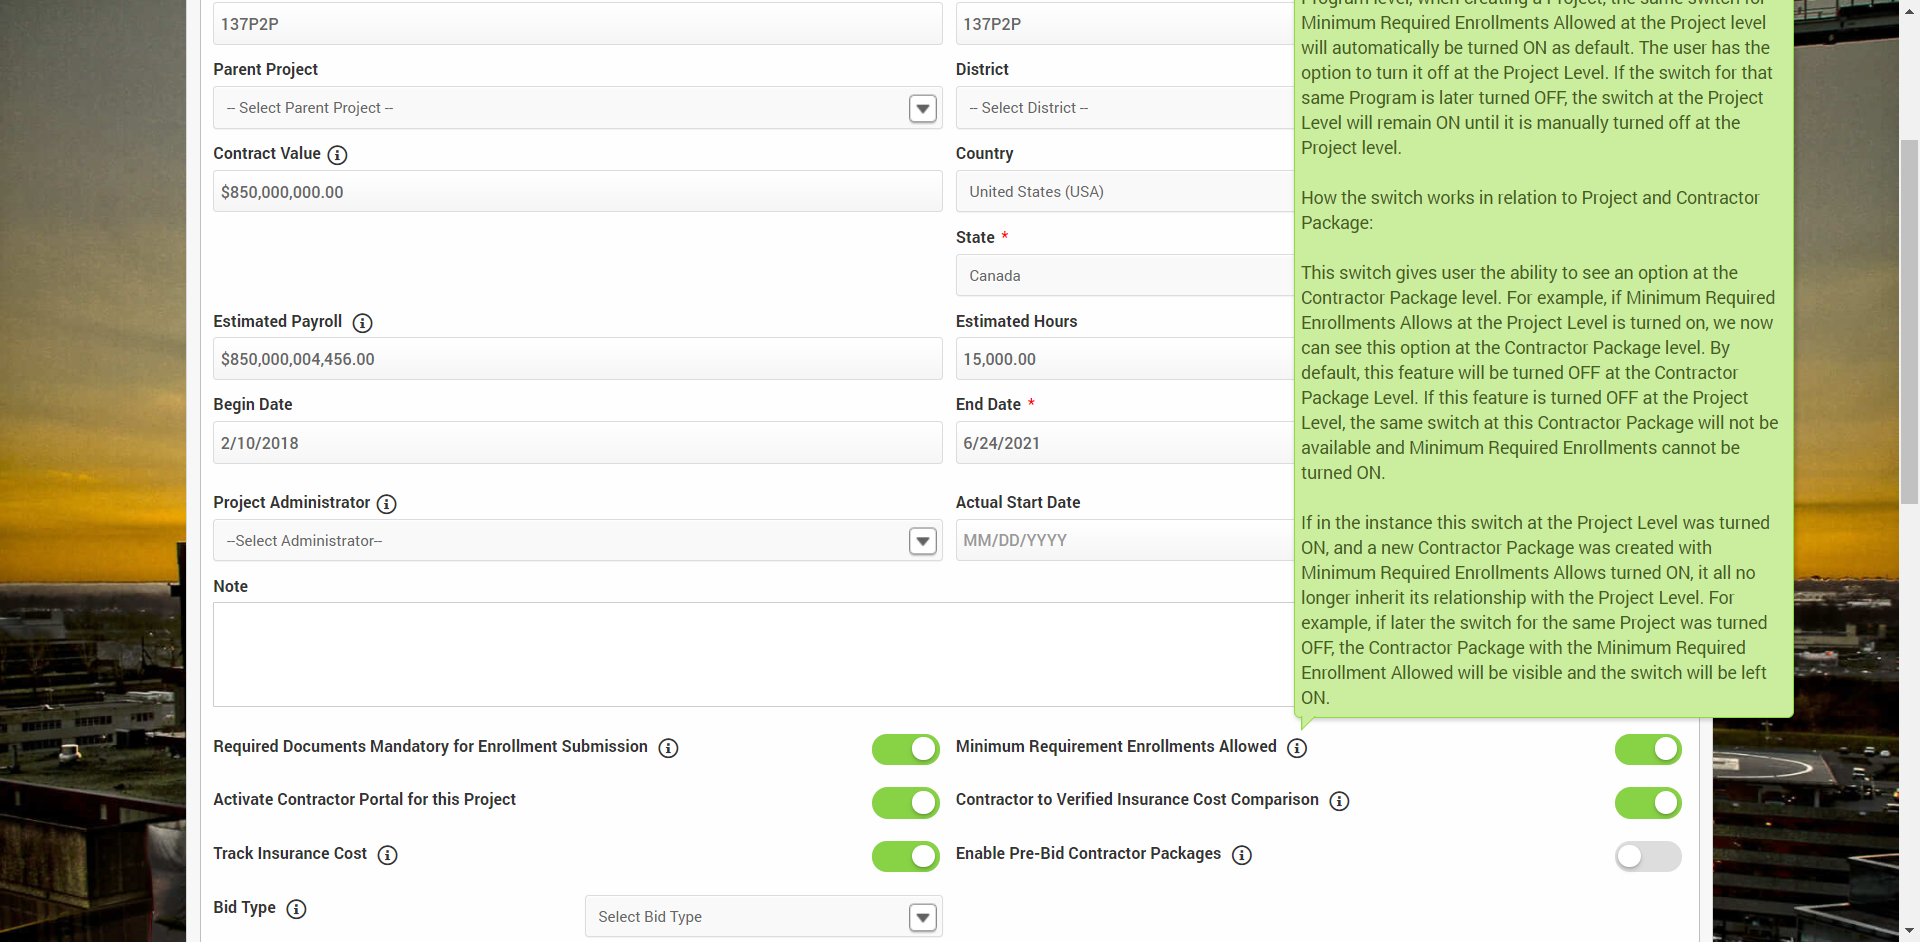 137P2P
137P2P
Parent Project
District
-- Select Parent Project --
-- Select District --
Contract Value
Country
$850,000,000.00
United States (USA)
State *
Canada
Estimated Payroll
Estimated Hours
$850,000,004,456.00
15,000.00
Begin Date
End Date *
2/10/2018
6/24/2021
Project Administrator
Actual Start Date
--Select Administrator--
MM/DD/YYYY
Note
Program level, when creating a Project, the same switch for
Minimum Required Enrollments Allowed at the Project level
will automatically be turned ON as default. The user has the
option to turn it off at the Project Level. If the switch for that
same Program is later turned OFF, the switch at the Project
Level will remain ON until it is manually turned off at the
Project level.
How the switch works in relation to Project and Contractor
Package:
This switch gives user the ability to see an option at the
Contractor Package level. For example, if Minimum Required
Enrollments Allows at the Project Level is turned on, we now
can see this option at the Contractor Package level. By
default, this feature will be turned OFF at the Contractor
Package Level. If this feature is turned OFF at the Project
Level, the same switch at this Contractor Package will not be
available and Minimum Required Enrollments cannot be
turned ON.
If in the instance this switch at the Project Level was turned
ON, and a new Contractor Package was created with
Minimum Required Enrollments Allows turned ON, it all no
longer inherit its relationship with the Project Level. For
example, if later the switch for the same Project was turned
OFF, the Contractor Package with the Minimum Required
Enrollment Allowed will be visible and the switch will be left
ON.
Required Documents Mandatory for Enrollment Submission
Minimum Requirement Enrollments Allowed
Activate Contractor Portal for this Project
Contractor to Verified Insurance Cost Comparison
Track Insurance Cost
Enable Pre-Bid Contractor Packages
Bid Type
Select Bid Type